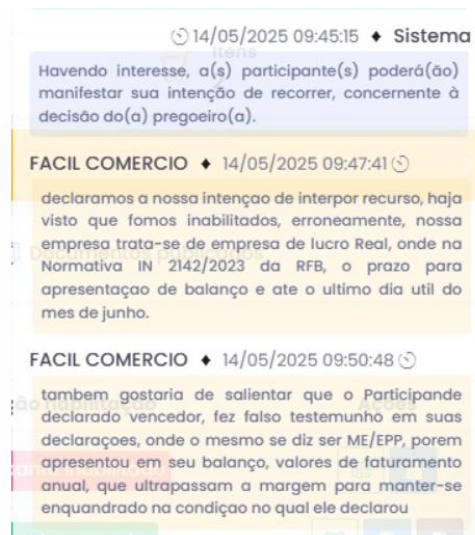 14/05/2025 09:45:15 ♦ Sistema
Itens
Havendo interesse, a(s) participante(s) poderá(ão)
manifestar sua intenção de recorrer, concernente à
decisão do(a) pregoeiro(a).
FACIL COMERCIO ♦ 14/05/2025 09:47:41
declaramos a nossa intençao de interpor recurso, haja
visto que fomos inabilitados, erroneamente, nossa
empresa trata-se de empresa de lucro Real, onde na
Normativa IN 2142/2023 da RFB, o prazo para
apresentaçao de balanço e ate o ultimo dia util do
mes de junho.
FACIL COMERCIO ♦ 14/05/2025 09:50:48
tambem gostaria de salientar que o Participande
declarado vencedor, fez falso testemunho em suas
declaraçoes, onde o mesmo se diz ser ME/EPP, porem
apresentou em seu balanço, valores de faturamento
anual, que ultrapassam a margem para manter-se
enquandrado na condiçao no qual ele declarou